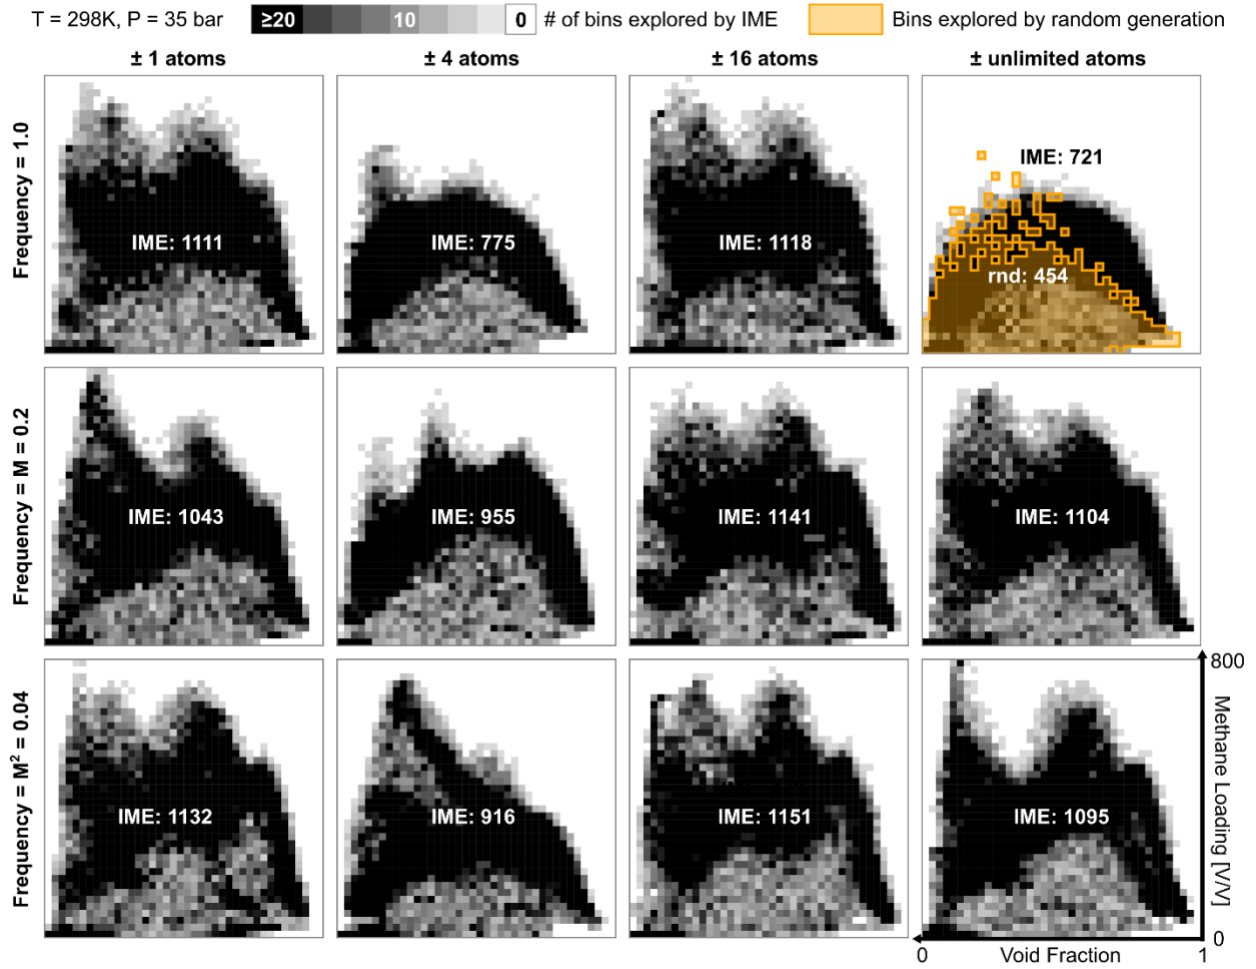 T = 298K, P = 35 bar
≥20
10
0
# of bins explored by IME
Bins explored by random generation
± 1 atoms
± 4 atoms
± 16 atoms
± unlimited atoms
Frequency = 1.0
IME: 1111
IME: 775
IME: 1118
IME: 721
rnd: 454
Frequency = M = 0.2
IME: 1043
IME: 955
IME: 1141
IME: 1104
Frequency = M² = 0.04
IME: 1132
IME: 916
IME: 1151
IME: 1095
800
Methane Loading [V/V]
0
0
Void Fraction
1